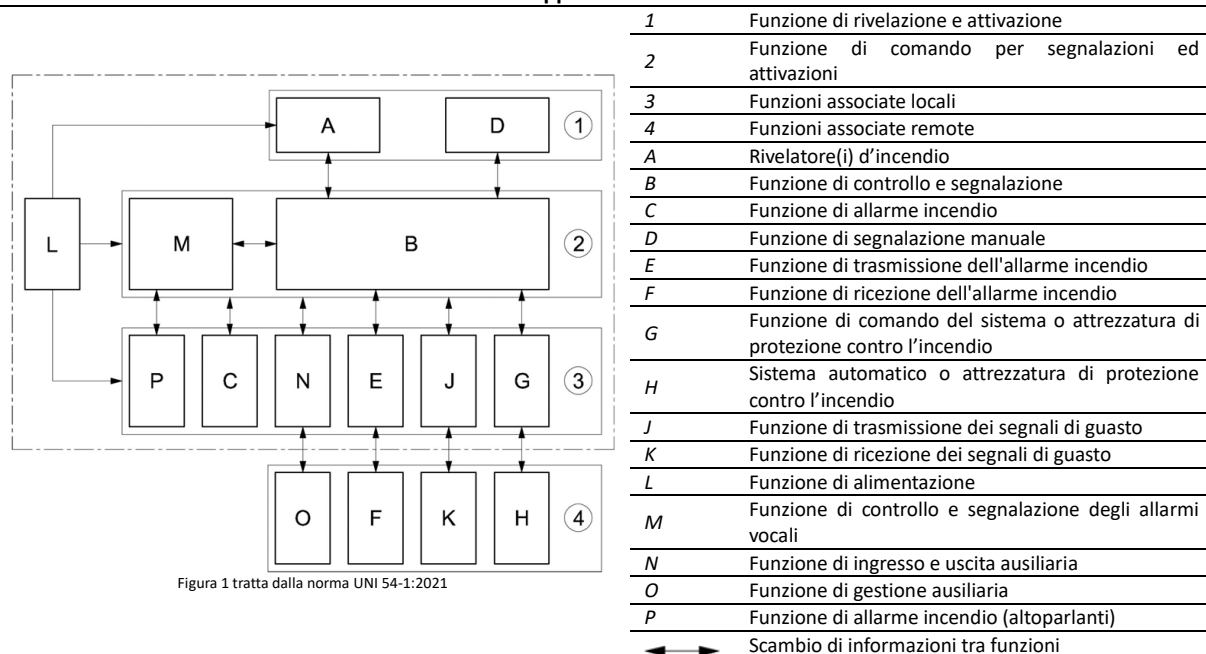 A
D
1
L
M
B
2
P
C
N
E
J
G
3
O
F
K
H
4
Figura 1 tratta dalla norma UNI 54-1:2021
1 Funzione di rivelazione e attivazione
2 Funzione di comando per segnalazioni ed
attivazioni
3 Funzioni associate locali
4 Funzioni associate remote
A Rivelatore(i) d’incendio
B Funzione di controllo e segnalazione
C Funzione di allarme incendio
D Funzione di segnalazione manuale
E Funzione di trasmissione dell'allarme incendio
F Funzione di ricezione dell'allarme incendio
G Funzione di comando del sistema o attrezzatura di
protezione contro l’incendio
H Sistema automatico o attrezzatura di protezione
contro l’incendio
J Funzione di trasmissione dei segnali di guasto
K Funzione di ricezione dei segnali di guasto
L Funzione di alimentazione
M Funzione di controllo e segnalazione degli allarmi
vocali
N Funzione di ingresso e uscita ausiliaria
O Funzione di gestione ausiliaria
P Funzione di allarme incendio (altoparlanti)
Scambio di informazioni tra funzioni